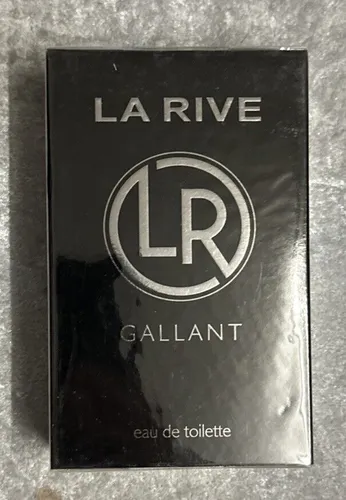 LA RIVE
LR
GALLANT
eau de toilette